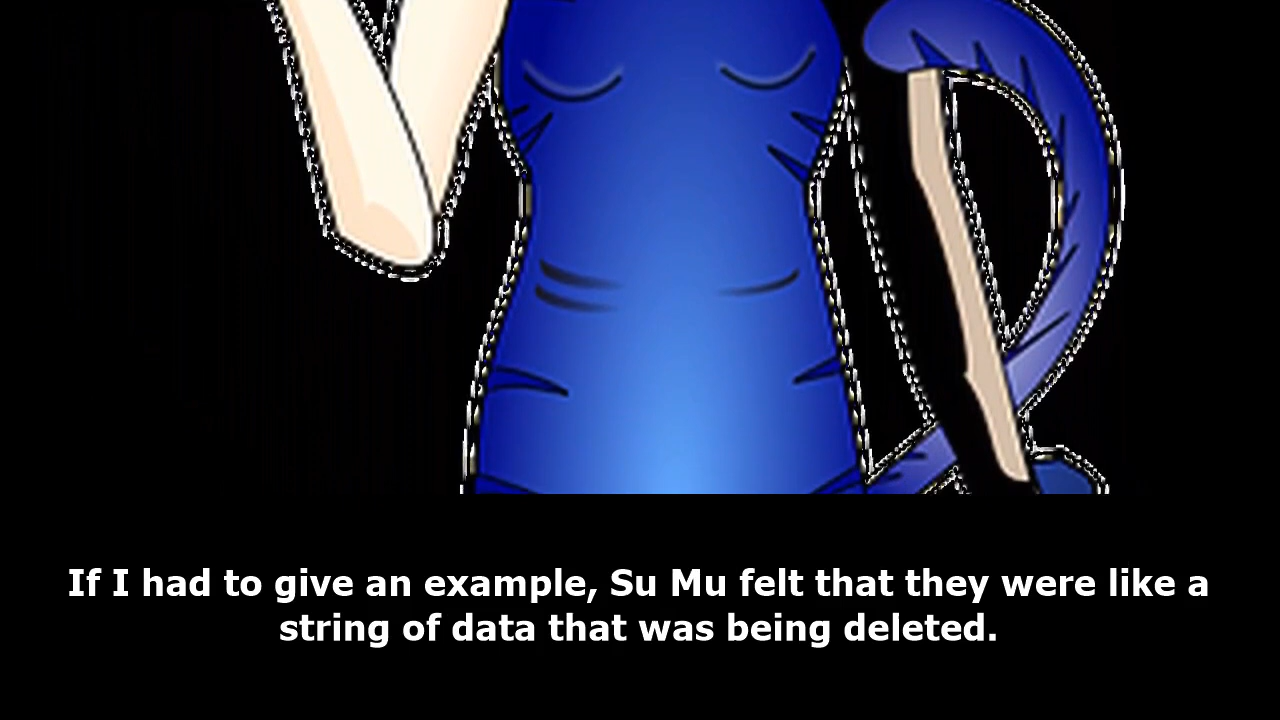 If I had to give an example, Su Mu felt that they were like a
string of data that was being deleted.